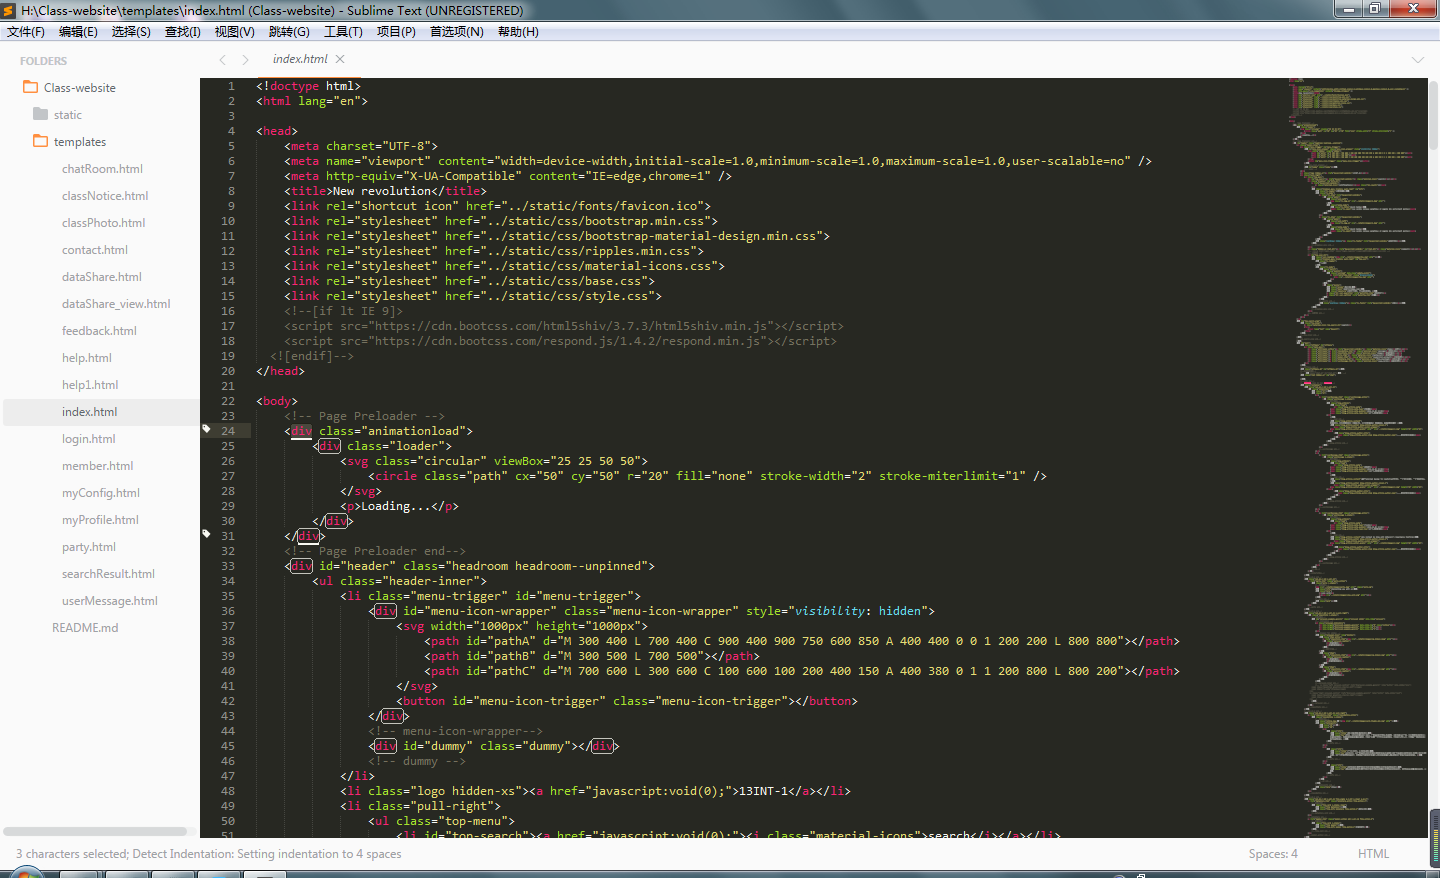 H:\Class-website\templates\index.html (Class-website) - Sublime Text (UNREGISTERED)
文件(F) 编辑(E) 选择(S) 查找(I) 视图(V) 跳转(G) 工具(T) 项目(P) 首选项(N) 帮助(H)
FOLDERS
Class-website
static
templates
chatRoom.html
classNotice.html
classPhoto.html
contact.html
dataShare.html
dataShare_view.html
feedback.html
help.html
help1.html
index.html
login.html
member.html
myConfig.html
myProfile.html
party.html
searchResult.html
userMessage.html
README.md
index.html
1 <!doctype html>
2 <html lang="en">
3
4 <head>
5 <meta charset="UTF-8">
6 <meta name="viewport" content="width=device-width,initial-scale=1.0,minimum-scale=1.0,maximum-scale=1.0,user-scalable=no" />
7 <meta http-equiv="X-UA-Compatible" content="IE=edge,chrome=1" />
8 <title>New revolution</title>
9 <link rel="shortcut icon" href="../static/fonts/favicon.ico">
10 <link rel="stylesheet" href="../static/css/bootstrap.min.css">
11 <link rel="stylesheet" href="../static/css/bootstrap-material-design.min.css">
12 <link rel="stylesheet" href="../static/css/ripples.min.css">
13 <link rel="stylesheet" href="../static/css/material-icons.css">
14 <link rel="stylesheet" href="../static/css/base.css">
15 <link rel="stylesheet" href="../static/css/style.css">
16 <!--[if lt IE 9]>
17 <script src="https://cdn.bootcss.com/html5shiv/3.7.3/html5shiv.min.js"></script>
18 <script src="https://cdn.bootcss.com/respond.js/1.4.2/respond.min.js"></script>
19 <![endif]-->
20 </head>
21
22 <body>
23 <!-- Page Preloader -->
24 <div class="animationload">
25 <div class="loader">
26 <svg class="circular" viewBox="25 25 50 50">
27 <circle class="path" cx="50" cy="50" r="20" fill="none" stroke-width="2" stroke-miterlimit="1" />
28 </svg>
29 <p>Loading...</p>
30 </div>
31 </div>
32 <!-- Page Preloader end-->
33 <div id="header" class="headroom headroom--unpinned">
34 <ul class="header-inner">
35 <li class="menu-trigger" id="menu-trigger">
36 <div id="menu-icon-wrapper" class="menu-icon-wrapper" style="visibility: hidden">
37 <svg width="1000px" height="1000px">
38 <path id="pathA" d="M 300 400 L 700 400 C 900 400 900 750 600 850 A 400 400 0 0 1 200 200 L 800 800"></path>
39 <path id="pathB" d="M 300 500 L 700 500"></path>
40 <path id="pathC" d="M 700 600 L 300 600 C 100 600 100 200 400 150 A 400 380 0 1 1 200 800 L 800 200"></path>
41 </svg>
42 <button id="menu-icon-trigger" class="menu-icon-trigger"></button>
43 </div>
44 <!-- menu-icon-wrapper-->
45 <div id="dummy" class="dummy"></div>
46 <!-- dummy -->
47 </li>
48 <li class="logo hidden-xs"><a href="javascript:void(0);">13INT-1</a></li>
49 <li class="pull-right">
50 <ul class="top-menu">
51 <li id="top-search"><a href="javascript:void(0);"><i class="material-icons">search</i></a></li>
3 characters selected; Detect Indentation: Setting indentation to 4 spaces
Spaces: 4 HTML